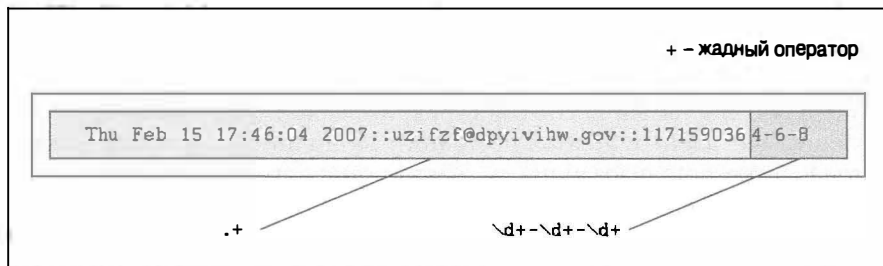 + – жадный оператор
Thu Feb 15 17:46:04 2007::uzifzf@dpyivihw.gov::1171590364-6-8
.+
\d+-\d+-\d+